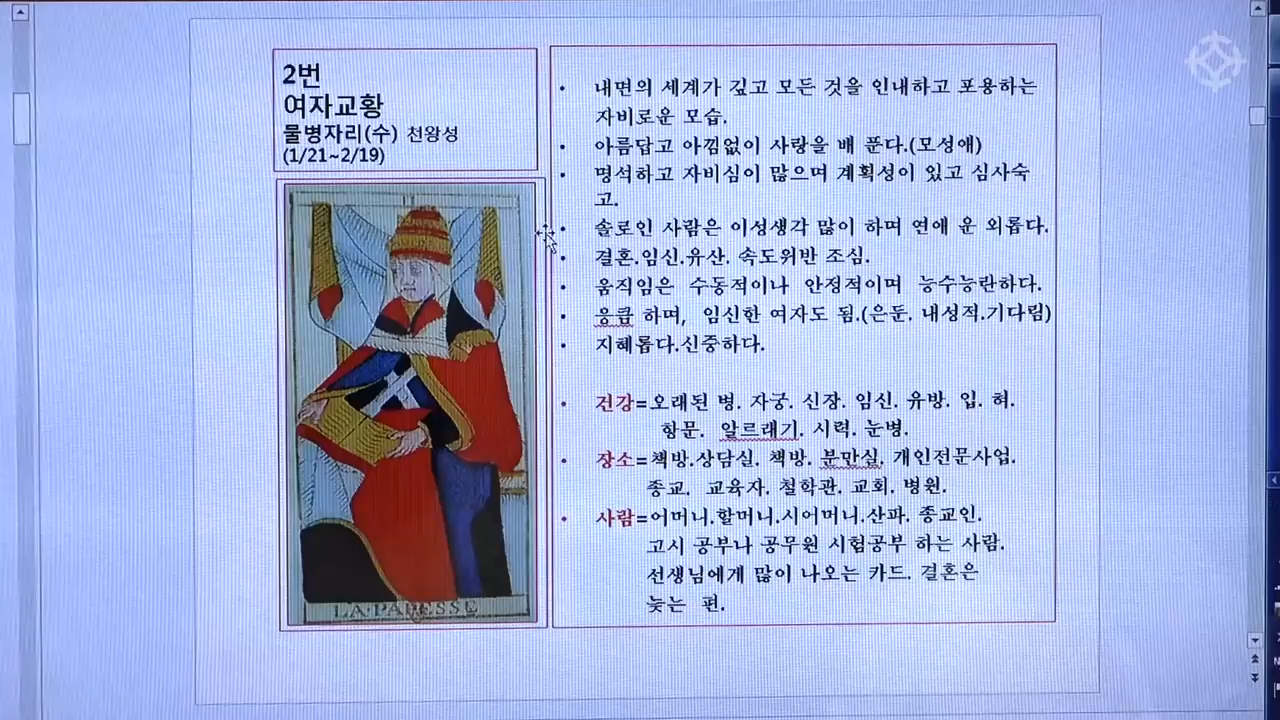 2번
여자교황
물병자리(수) 천왕성
(1/21~2/19)
II
LA·PAPESSE
• 내면의 세계가 깊고 모든 것을 인내하고 포용하는
자비로운 모습.
• 아름답고 아낌없이 사랑을 배 푼다.(모성애)
• 명석하고 자비심이 많으며 계획성이 있고 심사숙
고.
• 솔로인 사람은 이성생각 많이 하며 연애 운 외롭다.
• 결혼.임신.유산. 속도위반 조심.
• 움직임은 수동적이나 안정적이며 능수능란하다.
• 응큼 하며, 임신한 여자도 됨.(은둔. 내성적.기다림)
• 지혜롭다.신중하다.
• 건강=오래된 병. 자궁. 신장. 임신. 유방. 입. 혀.
항문. 알르래기. 시력. 눈병.
• 장소=책방.상담실. 책방. 분만실. 개인전문사업.
종교. 교육자. 철학관. 교회. 병원.
• 사람=어머니.할머니.시어머니.산파. 종교인.
고시 공부나 공무원 시험공부 하는 사람.
선생님에게 많이 나오는 카드. 결혼은
늦는 편.